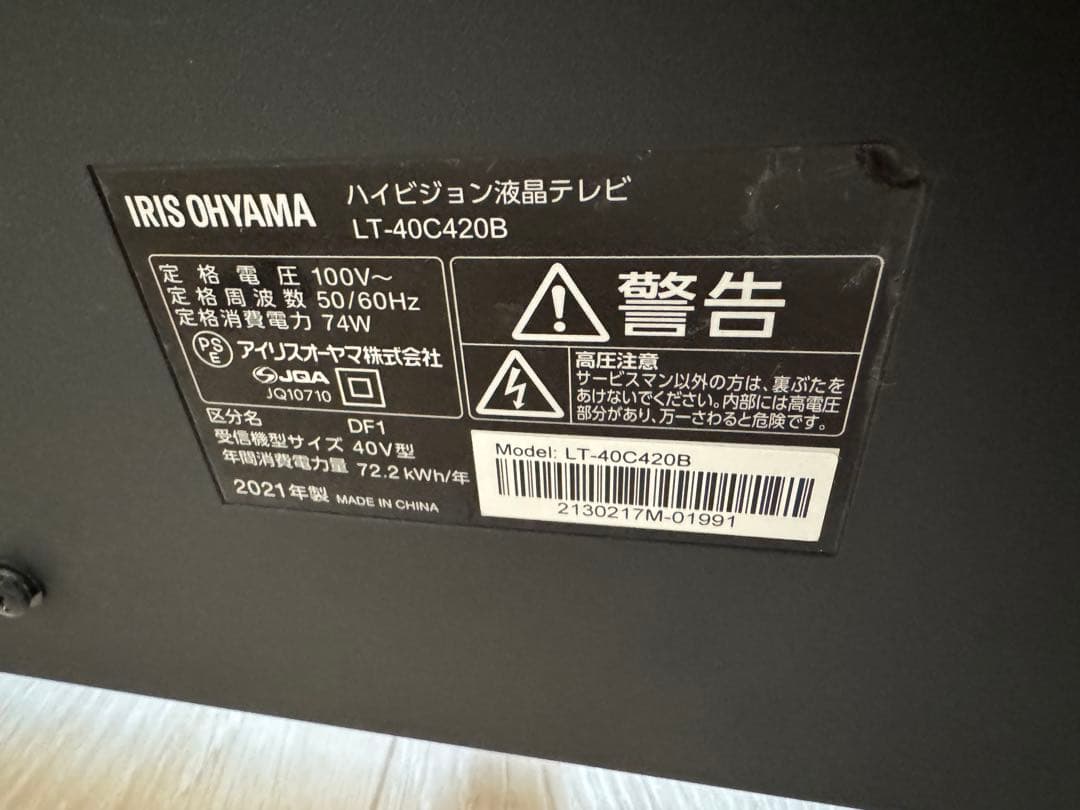 IRIS OHYAMA
ハイビジョン液晶テレビ
LT-40C420B
定格電圧 100V～
定格周波数 50/60Hz
定格消費電力 74W
PSE アイリスオーヤマ株式会社
JQA
JQ10710
区分名 DF1
受信機型サイズ 40V型
年間消費電力量 72.2kWh/年
2021年製 MADE IN CHINA
警告
高圧注意
サービスマン以外の方は、裏ぶたを
あけないでください。内部には高電圧
部分があり、万一さわると危険です。
Model: LT-40C420B
2130217M-01991